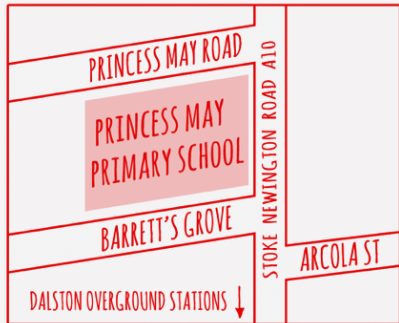 PRINCESS MAY ROAD
STOKE NEWINGTON ROAD A10
PRINCESS MAY
PRIMARY SCHOOL
BARRETT'S GROVE
ARCOLA ST
DALSTON OVERGROUND STATIONS ↓